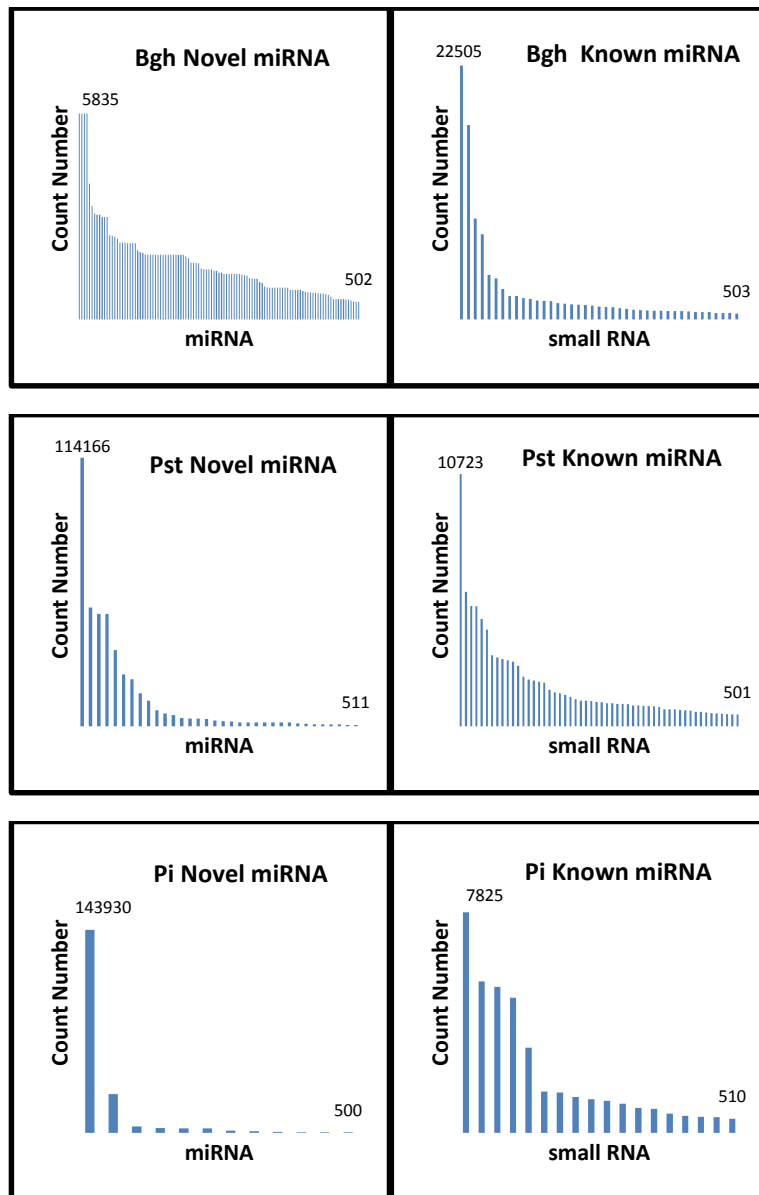 Bgh Novel miRNA
5835
Count Number
502
miRNA
Bgh Known miRNA
22505
Count Number
503
small RNA
Pst Novel miRNA
114166
Count Number
511
miRNA
Pst Known miRNA
10723
Count Number
501
small RNA
Pi Novel miRNA
143930
Count Number
500
miRNA
Pi Known miRNA
7825
Count Number
510
small RNA